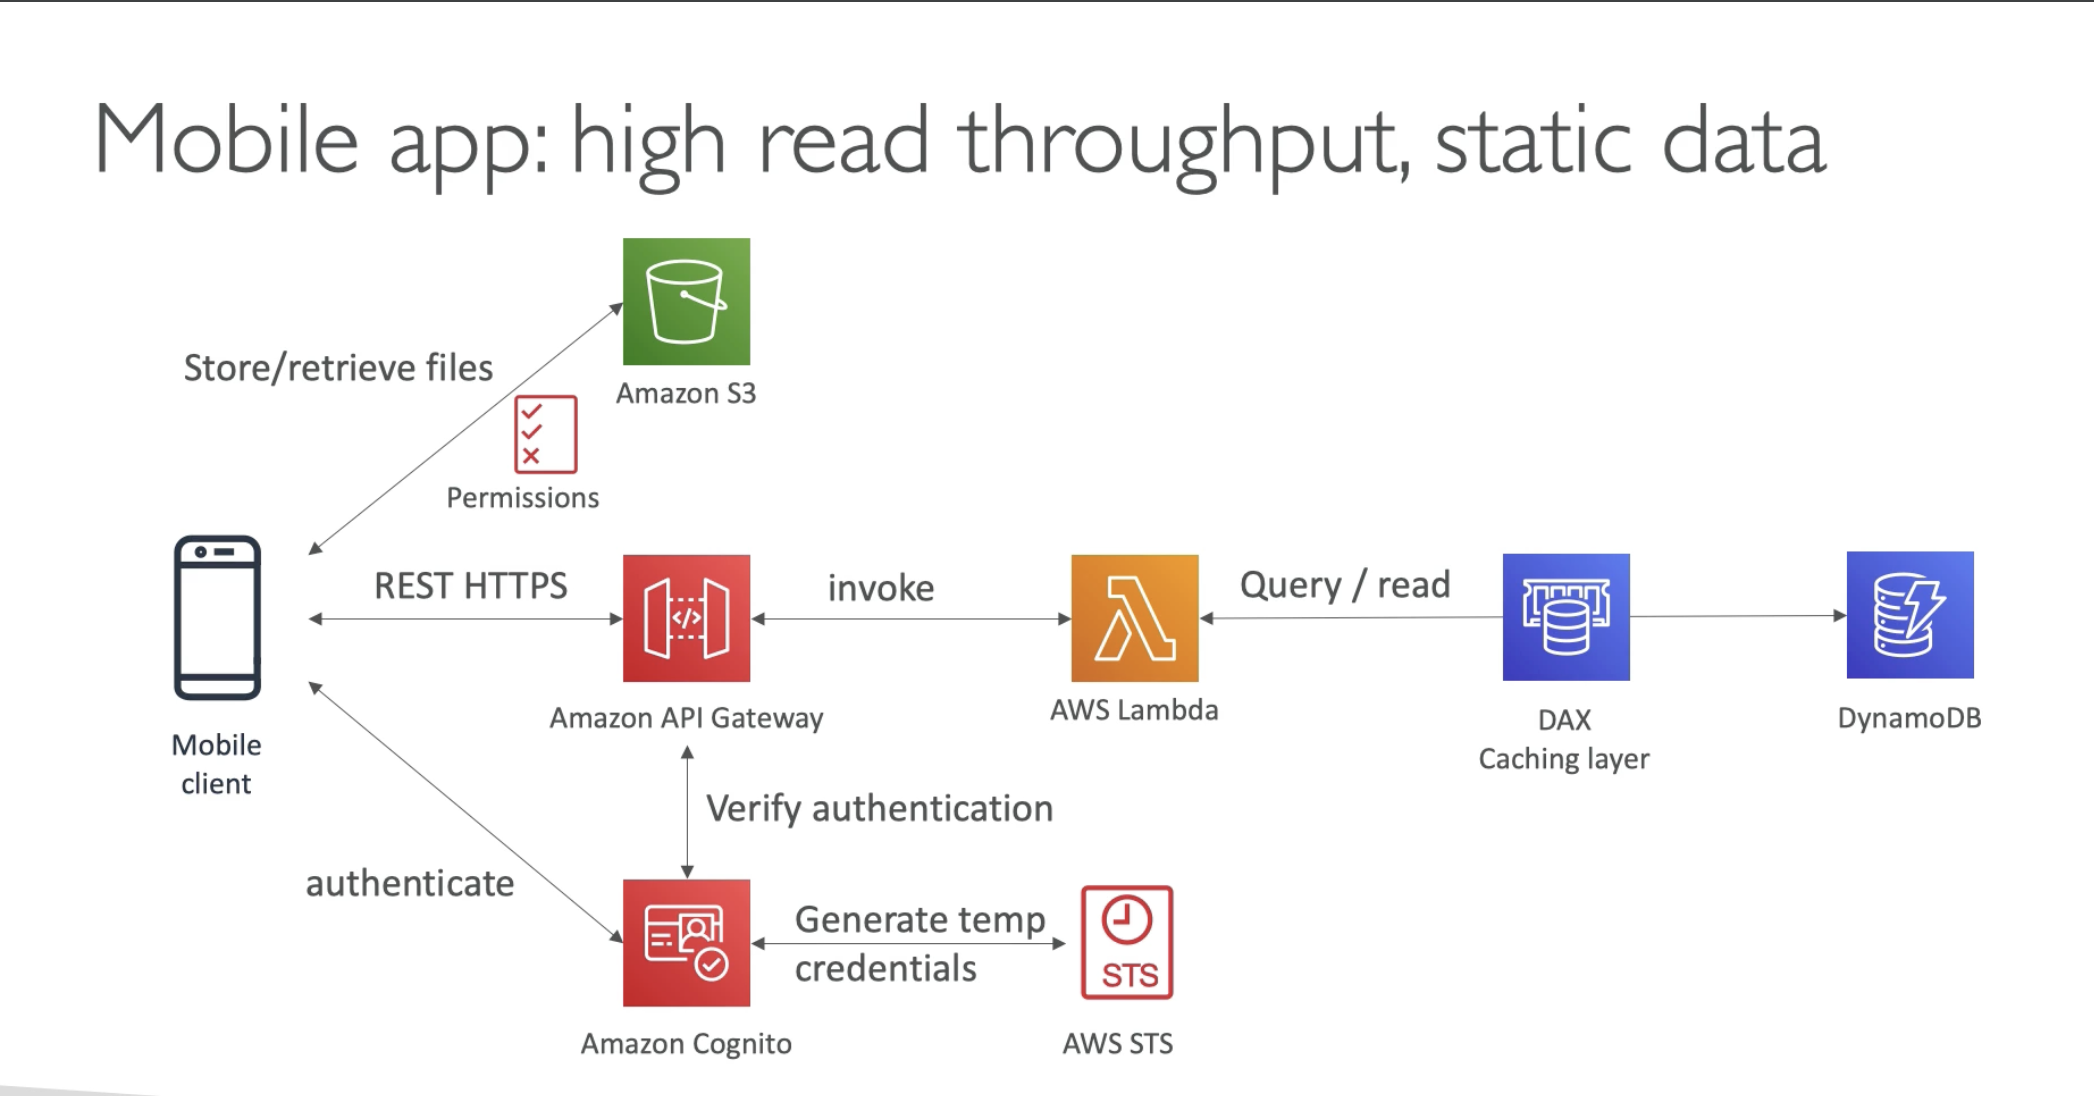 Mobile app: high read throughput, static data
Store/retrieve files
Amazon S3
Permissions
REST HTTPS
invoke
Query / read
Amazon API Gateway
AWS Lambda
DAX
Caching layer
DynamoDB
Mobile
client
Verify authentication
authenticate
Generate temp
credentials
STS
Amazon Cognito
AWS STS